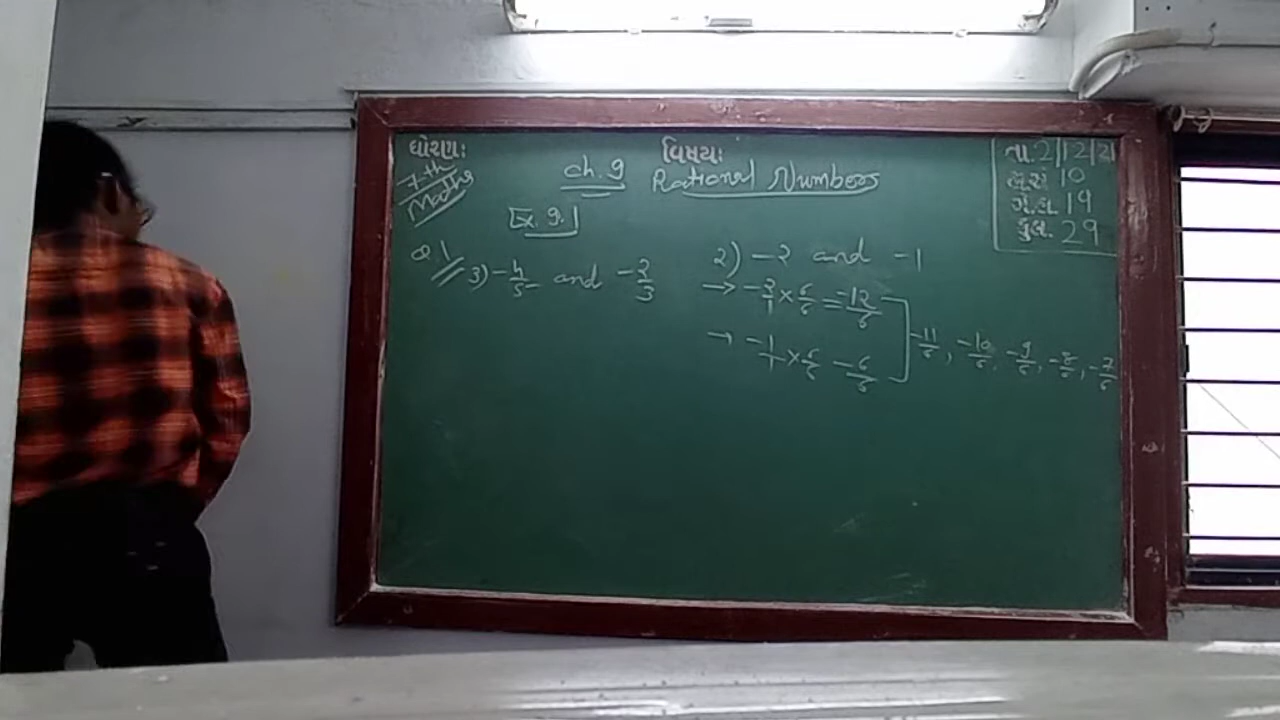 ધોરણઃ
વિષયઃ
7th
Maths
ch. 9 Rational Numbers
Ex. 9.1
તા. 2/12/21
10
ગે.હા. 19
કુલ. 29
Q.1
3) -4/5 and -2/3
2) -2 and -1
→ -2/1 × 6/6 = -12/6
→ -1/1 × 6/6 -6/6
-11/6, -10/6, -9/6, -8/6, -7/6